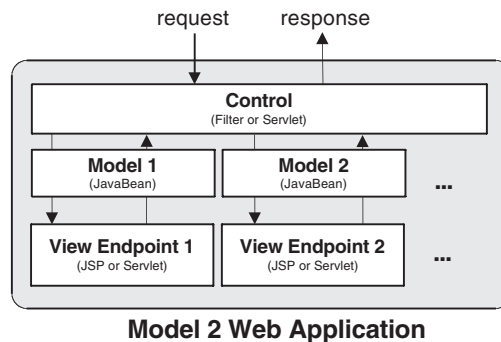 request response
Control
(Filter or Servlet)
Model 1 Model 2
(JavaBean) (JavaBean)
...
View Endpoint 1 View Endpoint 2
(JSP or Servlet) (JSP or Servlet)
...
Model 2 Web Application